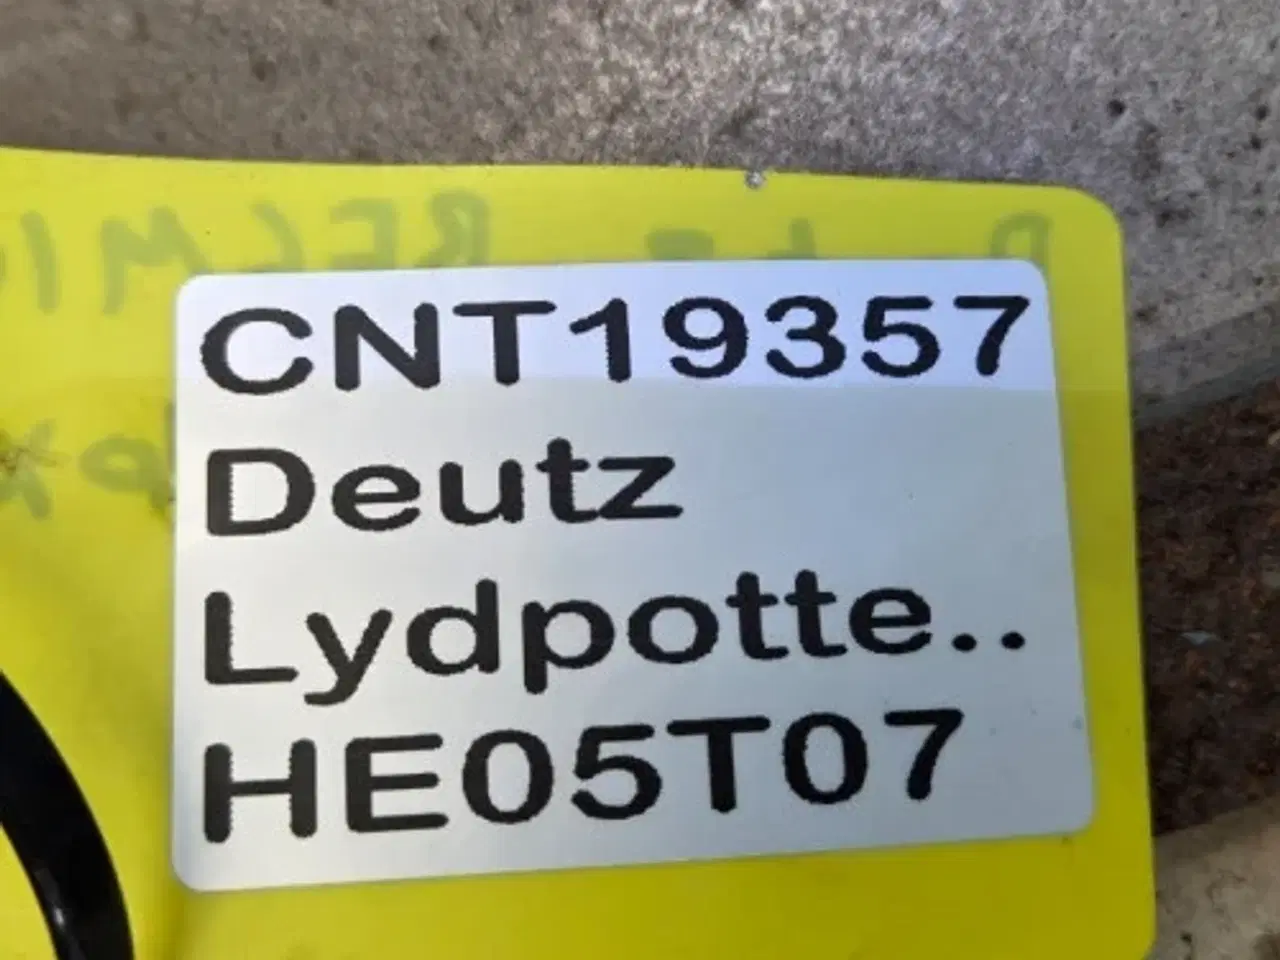 CNT19357
Deutz
Lydpotte..
HE05T07